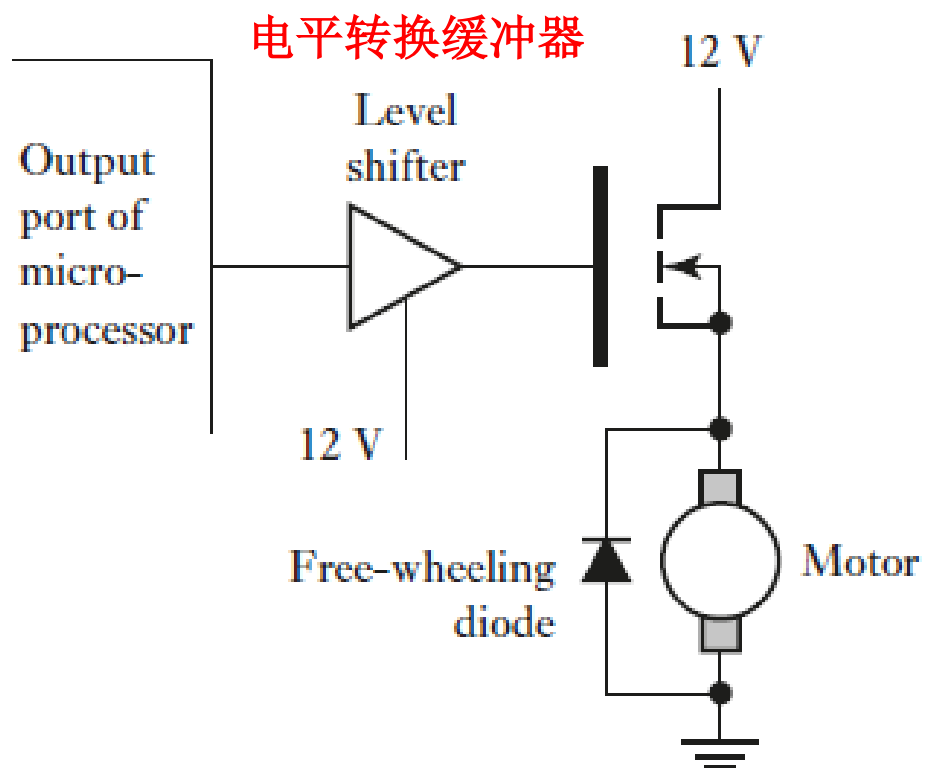 电平转换缓冲器
12 V
Level
shifter
Output
port of
micro-
processor
12 V
Free-wheeling
diode
Motor